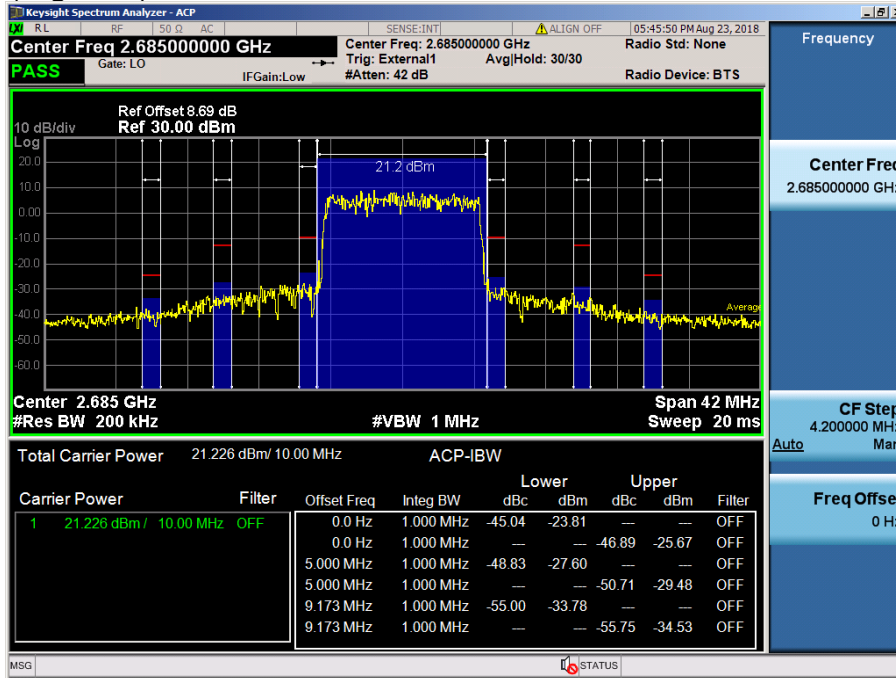 Keysight Spectrum Analyzer - ACP
LXI RL RF 50 Ω AC SENSE:INT ALIGN OFF 05:45:50 PM Aug 23, 2018
Center Freq 2.685000000 GHz
Center Freq: 2.685000000 GHz
Radio Std: None
Gate: LO
Trig: External1 Avg|Hold: 30/30
PASS
IFGain:Low
#Atten: 42 dB
Radio Device: BTS
Frequency
Ref Offset 8.69 dB
10 dB/div Ref 30.00 dBm
Log
20.0
10.0
0.00
-10.0
-20.0
-30.0
-40.0
-50.0
-60.0
21.2 dBm
Average
Center 2.685 GHz Span 42 MHz
#Res BW 200 kHz #VBW 1 MHz Sweep 20 ms
Total Carrier Power 21.226 dBm/ 10.00 MHz ACP-IBW
Lower Upper
Carrier Power Filter Offset Freq Integ BW dBc dBm dBc dBm Filter
1 21.226 dBm / 10.00 MHz OFF 0.0 Hz 1.000 MHz -45.04 -23.81 --- --- OFF
0.0 Hz 1.000 MHz --- --- -46.89 -25.67 OFF
5.000 MHz 1.000 MHz -48.83 -27.60 --- --- OFF
5.000 MHz 1.000 MHz --- --- -50.71 -29.48 OFF
9.173 MHz 1.000 MHz -55.00 -33.78 --- --- OFF
9.173 MHz 1.000 MHz --- --- -55.75 -34.53 OFF
Center Freq
2.685000000 GHz
CF Step
4.200000 MHz
Auto Man
Freq Offset
0 Hz
MSG STATUS